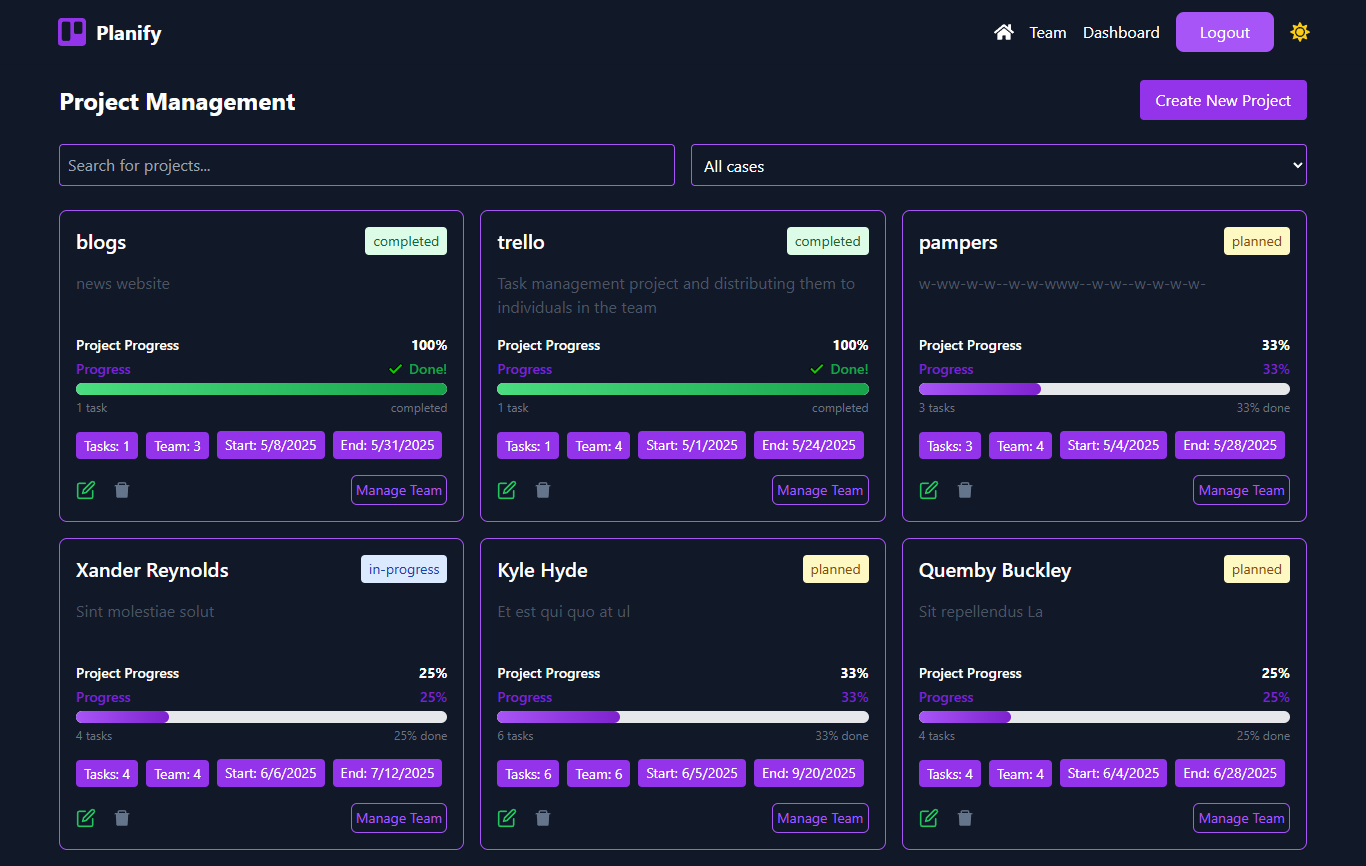 Planify
Team Dashboard Logout
Project Management
Create New Project
Search for projects...
All cases
blogs completed
news website
Project Progress 100%
Progress Done!
1 task completed
Tasks: 1 Team: 3 Start: 5/8/2025 End: 5/31/2025
Manage Team
trello completed
Task management project and distributing them to
individuals in the team
Project Progress 100%
Progress Done!
1 task completed
Tasks: 1 Team: 4 Start: 5/1/2025 End: 5/24/2025
Manage Team
pampers planned
w-ww-w-w--w-w-www--w-w--w-w-w-w-
Project Progress 33%
Progress 33%
3 tasks 33% done
Tasks: 3 Team: 4 Start: 5/4/2025 End: 5/28/2025
Manage Team
Xander Reynolds in-progress
Sint molestiae solut
Project Progress 25%
Progress 25%
4 tasks 25% done
Tasks: 4 Team: 4 Start: 6/6/2025 End: 7/12/2025
Manage Team
Kyle Hyde planned
Et est qui quo at ul
Project Progress 33%
Progress 33%
6 tasks 33% done
Tasks: 6 Team: 6 Start: 6/5/2025 End: 9/20/2025
Manage Team
Quemby Buckley planned
Sit repellendus La
Project Progress 25%
Progress 25%
4 tasks 25% done
Tasks: 4 Team: 4 Start: 6/4/2025 End: 6/28/2025
Manage Team